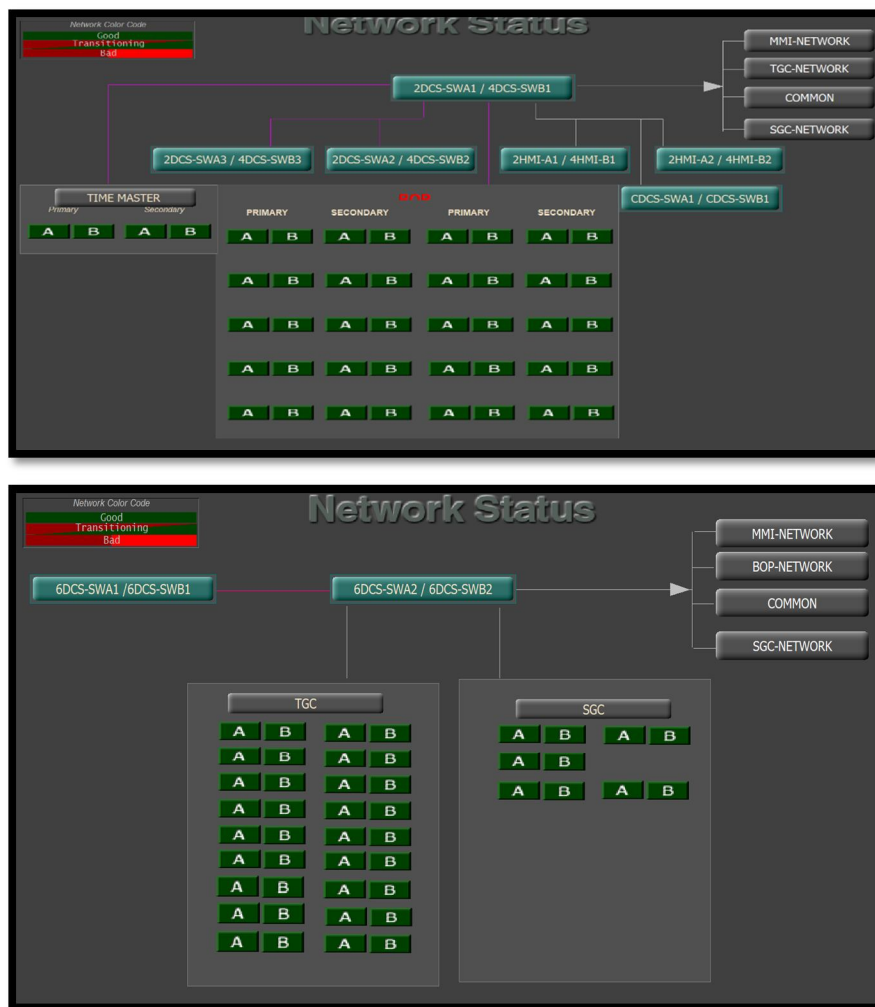 Network Color Code
Good
Transitioning
Bad
Network Status
MMI-NETWORK
TGC-NETWORK
COMMON
SGC-NETWORK
2DCS-SWA1 / 4DCS-SWB1
2DCS-SWA3 / 4DCS-SWB3
2DCS-SWA2 / 4DCS-SWB2
2HMI-A1 / 4HMI-B1
2HMI-A2 / 4HMI-B2
CDCS-SWA1 / CDCS-SWB1
TIME MASTER
Primary Secondary
A B A B
PRIMARY SECONDARY PRIMARY SECONDARY
A B A B A B A B
A B A B A B A B
A B A B A B A B
A B A B A B A B
A B A B A B A B
Network Color Code
Good
Transitioning
Bad
Network Status
MMI-NETWORK
BOP-NETWORK
COMMON
SGC-NETWORK
6DCS-SWA1 /6DCS-SWB1
6DCS-SWA2 / 6DCS-SWB2
TGC
A B A B
A B A B
A B A B
A B A B
A B A B
A B A B
A B A B
A B A B
A B A B
SGC
A B A B
A B
A B A B